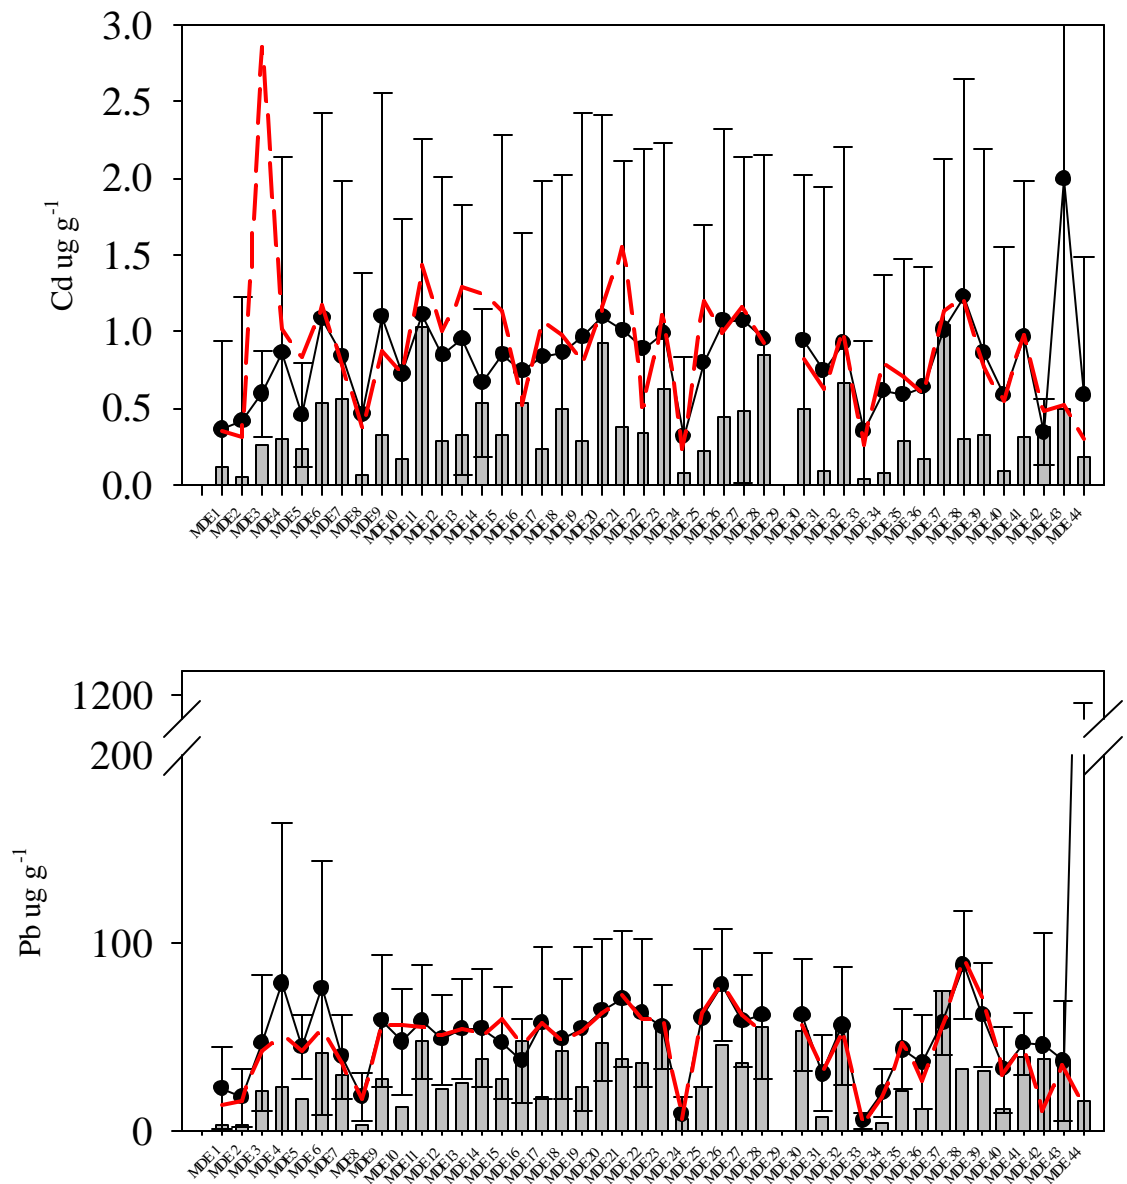 3.0
2.5
2.0
1.5
1.0
0.5
0.0
Cd ug g-1
MDE1
MDE2
MDE3
MDE4
MDE5
MDE6
MDE7
MDE8
MDE9
MDE10
MDE11
MDE12
MDE13
MDE14
MDE15
MDE16
MDE17
MDE18
MDE19
MDE20
MDE21
MDE22
MDE23
MDE24
MDE25
MDE26
MDE27
MDE28
MDE29
MDE30
MDE31
MDE32
MDE33
MDE34
MDE35
MDE36
MDE37
MDE38
MDE39
MDE40
MDE41
MDE42
MDE43
MDE44
1200
200
100
0
Pb ug g-1
MDE1
MDE2
MDE3
MDE4
MDE5
MDE6
MDE7
MDE8
MDE9
MDE10
MDE11
MDE12
MDE13
MDE14
MDE15
MDE16
MDE17
MDE18
MDE19
MDE20
MDE21
MDE22
MDE23
MDE24
MDE25
MDE26
MDE27
MDE28
MDE29
MDE30
MDE31
MDE32
MDE33
MDE34
MDE35
MDE36
MDE37
MDE38
MDE39
MDE40
MDE41
MDE42
MDE43
MDE44